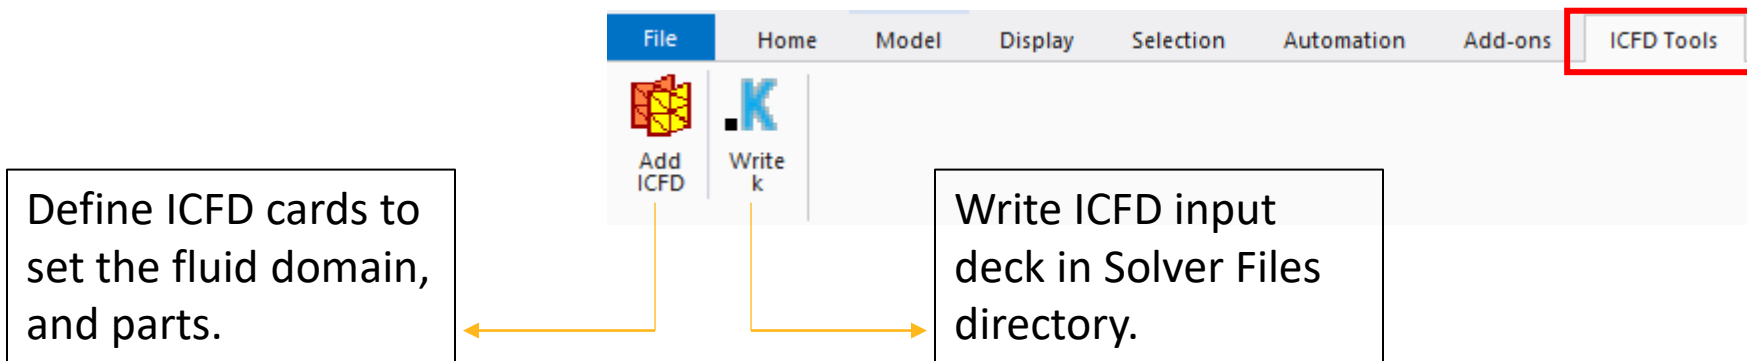 File Home Model Display Selection Automation Add-ons ICFD Tools
.K
Add
ICFD
Write
k
Define ICFD cards to
set the fluid domain,
and parts.
Write ICFD input
deck in Solver Files
directory.